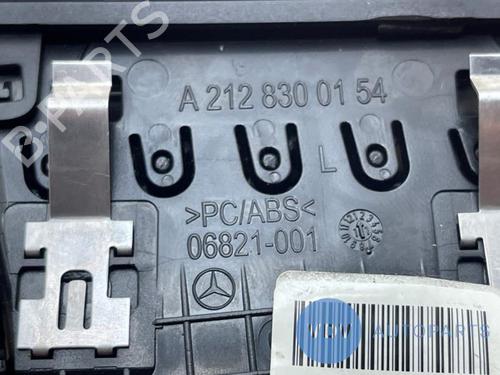 A 212 830 01 54
L
>PC/ABS<
06821-001
B-PARTS
VDV
AUTOPARTS